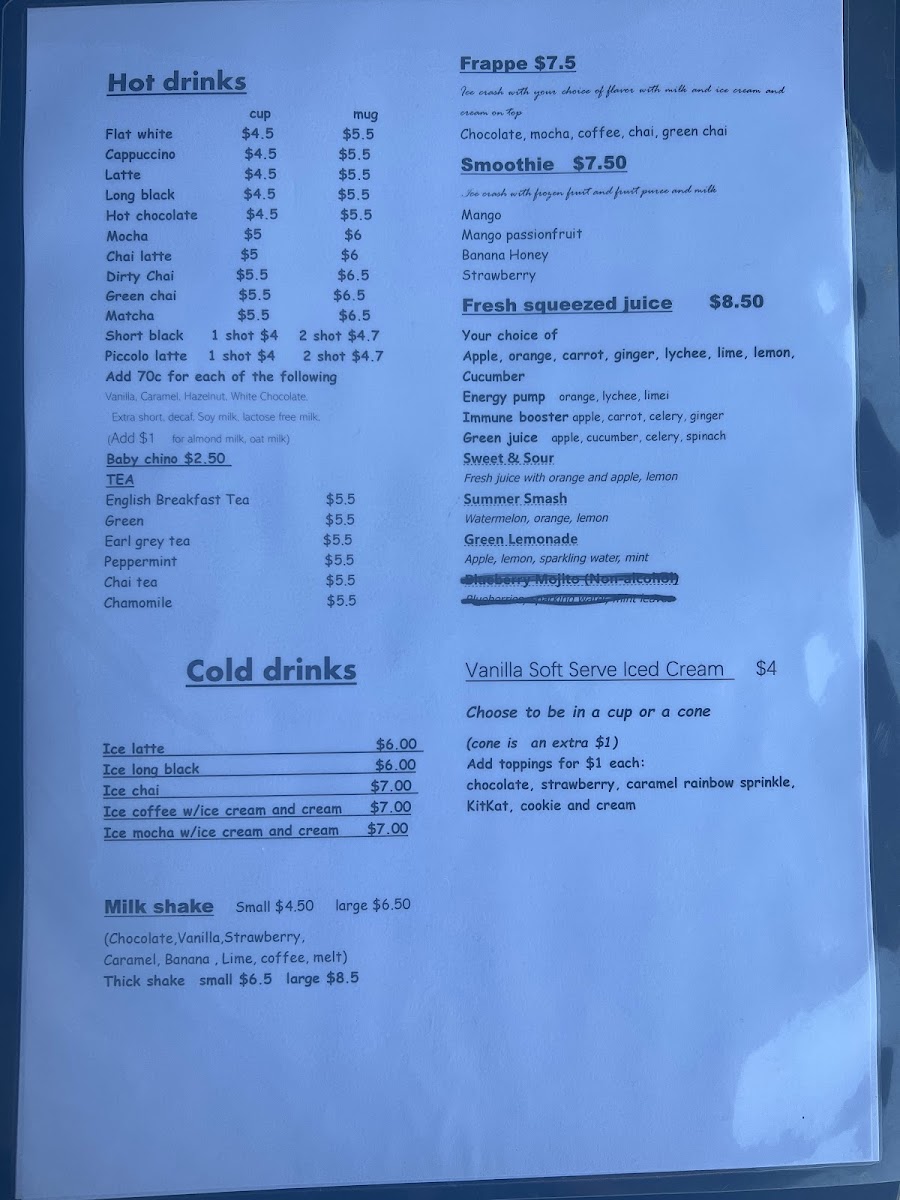 Hot drinks
cup mug
Flat white $4.5 $5.5
Cappuccino $4.5 $5.5
Latte $4.5 $5.5
Long black $4.5 $5.5
Hot chocolate $4.5 $5.5
Mocha $5 $6
Chai latte $5 $6
Dirty Chai $5.5 $6.5
Green chai $5.5 $6.5
Matcha $5.5 $6.5
Short black 1 shot $4 2 shot $4.7
Piccolo latte 1 shot $4 2 shot $4.7
Add 70c for each of the following
Vanilla, Caramel, Hazelnut, White Chocolate,
Extra short, decaf, Soy milk, lactose free milk,
(Add $1 for almond milk, oat milk)
Baby chino $2.50
TEA
English Breakfast Tea $5.5
Green $5.5
Earl grey tea $5.5
Peppermint $5.5
Chai tea $5.5
Chamomile $5.5
Cold drinks
Ice latte $6.00
Ice long black $6.00
Ice chai $7.00
Ice coffee w/ice cream and cream $7.00
Ice mocha w/ice cream and cream $7.00
Milk shake Small $4.50 large $6.50
(Chocolate,Vanilla,Strawberry,
Caramel, Banana , Lime, coffee, melt)
Thick shake small $6.5 large $8.5
Frappe $7.5
Ice crash with your choice of flavor with milk and ice cream and
cream on top
Chocolate, mocha, coffee, chai, green chai
Smoothie $7.50
Ice crash with frozen fruit and fruit puree and milk
Mango
Mango passionfruit
Banana Honey
Strawberry
Fresh squeezed juice $8.50
Your choice of
Apple, orange, carrot, ginger, lychee, lime, lemon,
Cucumber
Energy pump orange, lychee, limei
Immune booster apple, carrot, celery, ginger
Green juice apple, cucumber, celery, spinach
Sweet & Sour
Fresh juice with orange and apple, lemon
Summer Smash
Watermelon, orange, lemon
Green Lemonade
Apple, lemon, sparkling water, mint
Blueberry Mojito (Non-alcohol)
Blueberries, sparking water, mint leaves
Vanilla Soft Serve Iced Cream $4
Choose to be in a cup or a cone
(cone is an extra $1)
Add toppings for $1 each:
chocolate, strawberry, caramel rainbow sprinkle,
KitKat, cookie and cream